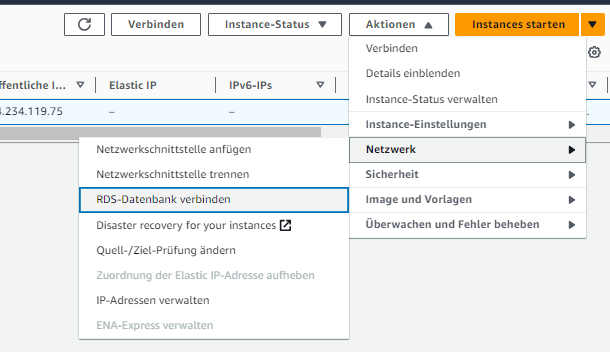 Verbinden Instance-Status Aktionen Instances starten
Verbinden
Details einblenden
Instance-Status verwalten
Instance-Einstellungen
Netzwerk
Sicherheit
Image und Vorlagen
Überwachen und Fehler beheben
ffentliche I... Elastic IP IPv6-IPs
.234.119.75 – –
Netzwerkschnittstelle anfügen
Netzwerkschnittstelle trennen
RDS-Datenbank verbinden
Disaster recovery for your instances
Quell-/Ziel-Prüfung ändern
Zuordnung der Elastic IP-Adresse aufheben
IP-Adressen verwalten
ENA-Express verwalten